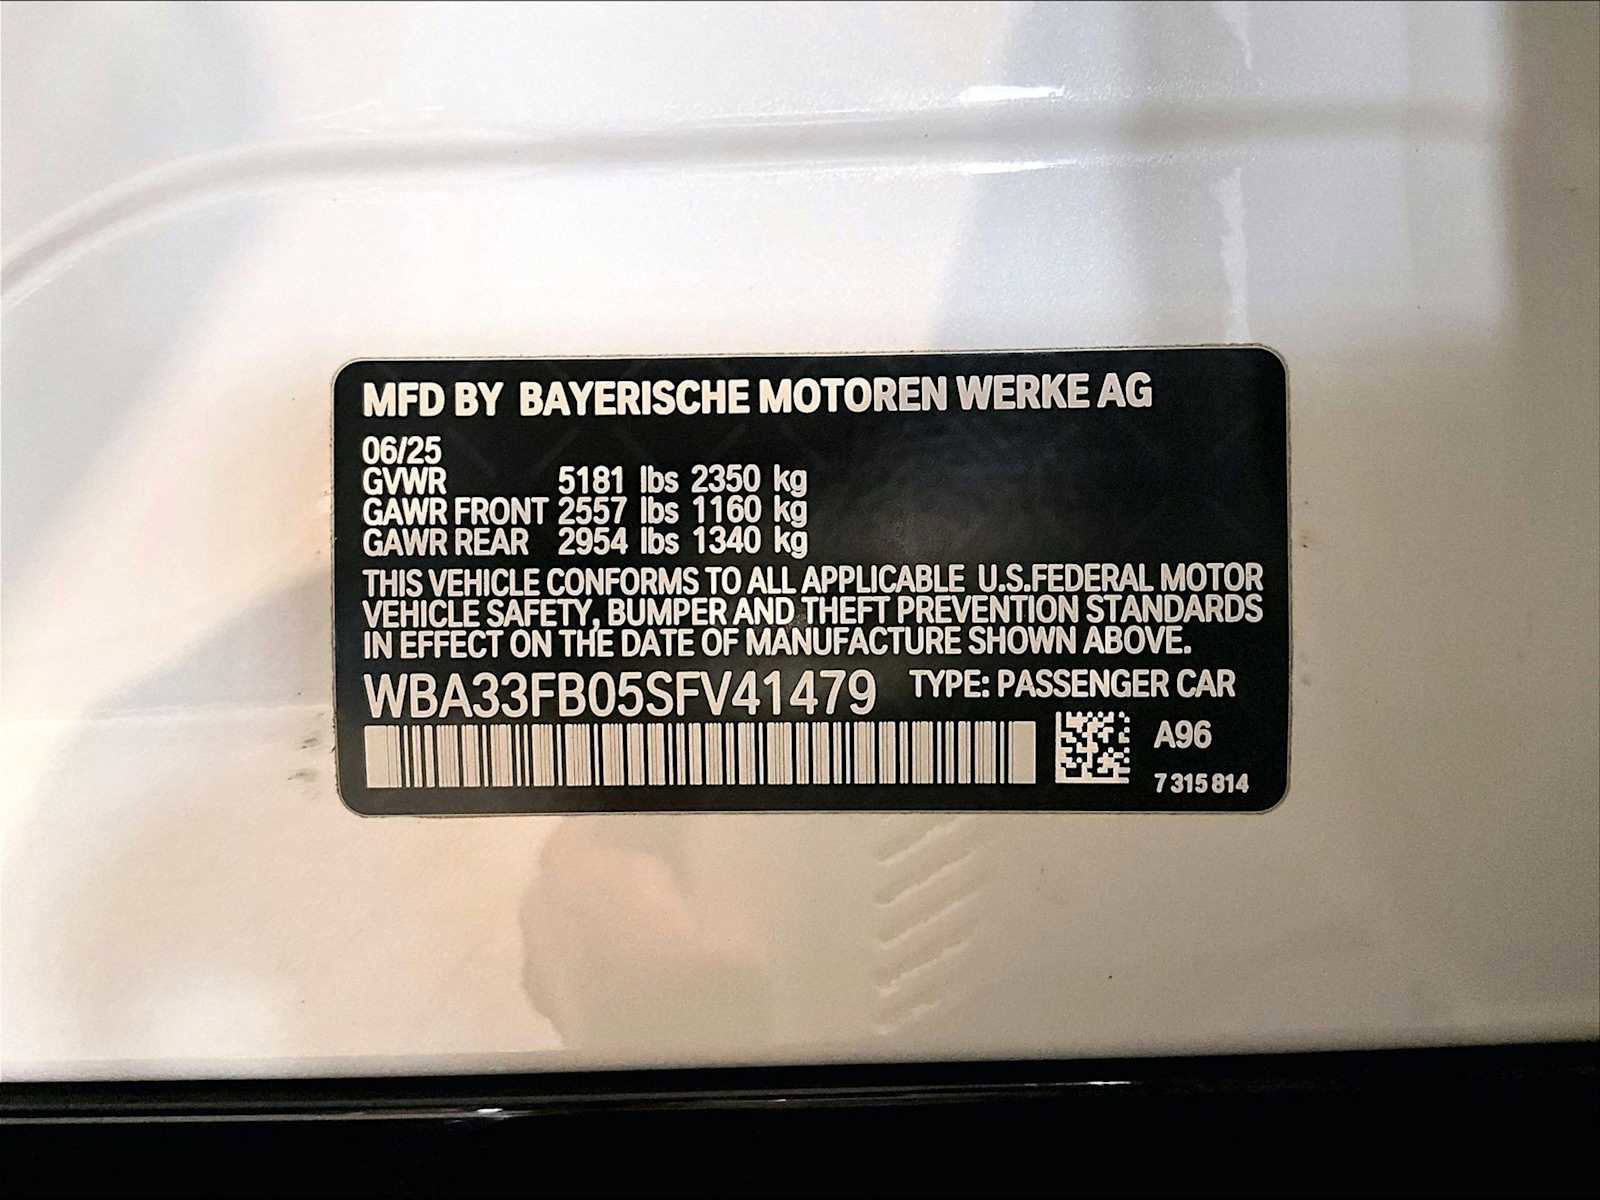 MFD BY BAYERISCHE MOTOREN WERKE AG
06/25
GVWR 5181 lbs 2350 kg
GAWR FRONT 2557 lbs 1160 kg
GAWR REAR 2954 lbs 1340 kg
THIS VEHICLE CONFORMS TO ALL APPLICABLE U.S.FEDERAL MOTOR
VEHICLE SAFETY, BUMPER AND THEFT PREVENTION STANDARDS
IN EFFECT ON THE DATE OF MANUFACTURE SHOWN ABOVE.
WBA33FB05SFV41479 TYPE: PASSENGER CAR
A96
7 315 814